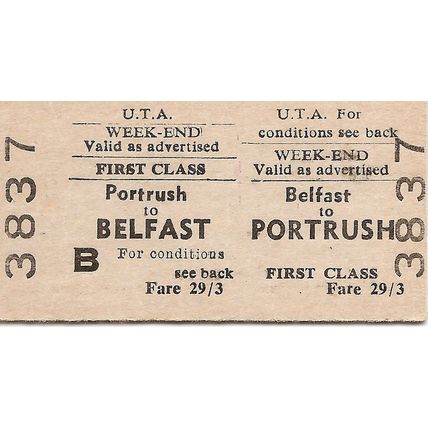 3837
U.T.A.
WEEK-END
Valid as advertised
FIRST CLASS
Portrush
to
BELFAST
B For conditions
see back
Fare 29/3
U.T.A. For
conditions see back
WEEK-END
Valid as advertised
Belfast
to
PORTRUSH
FIRST CLASS
Fare 29/3
3837